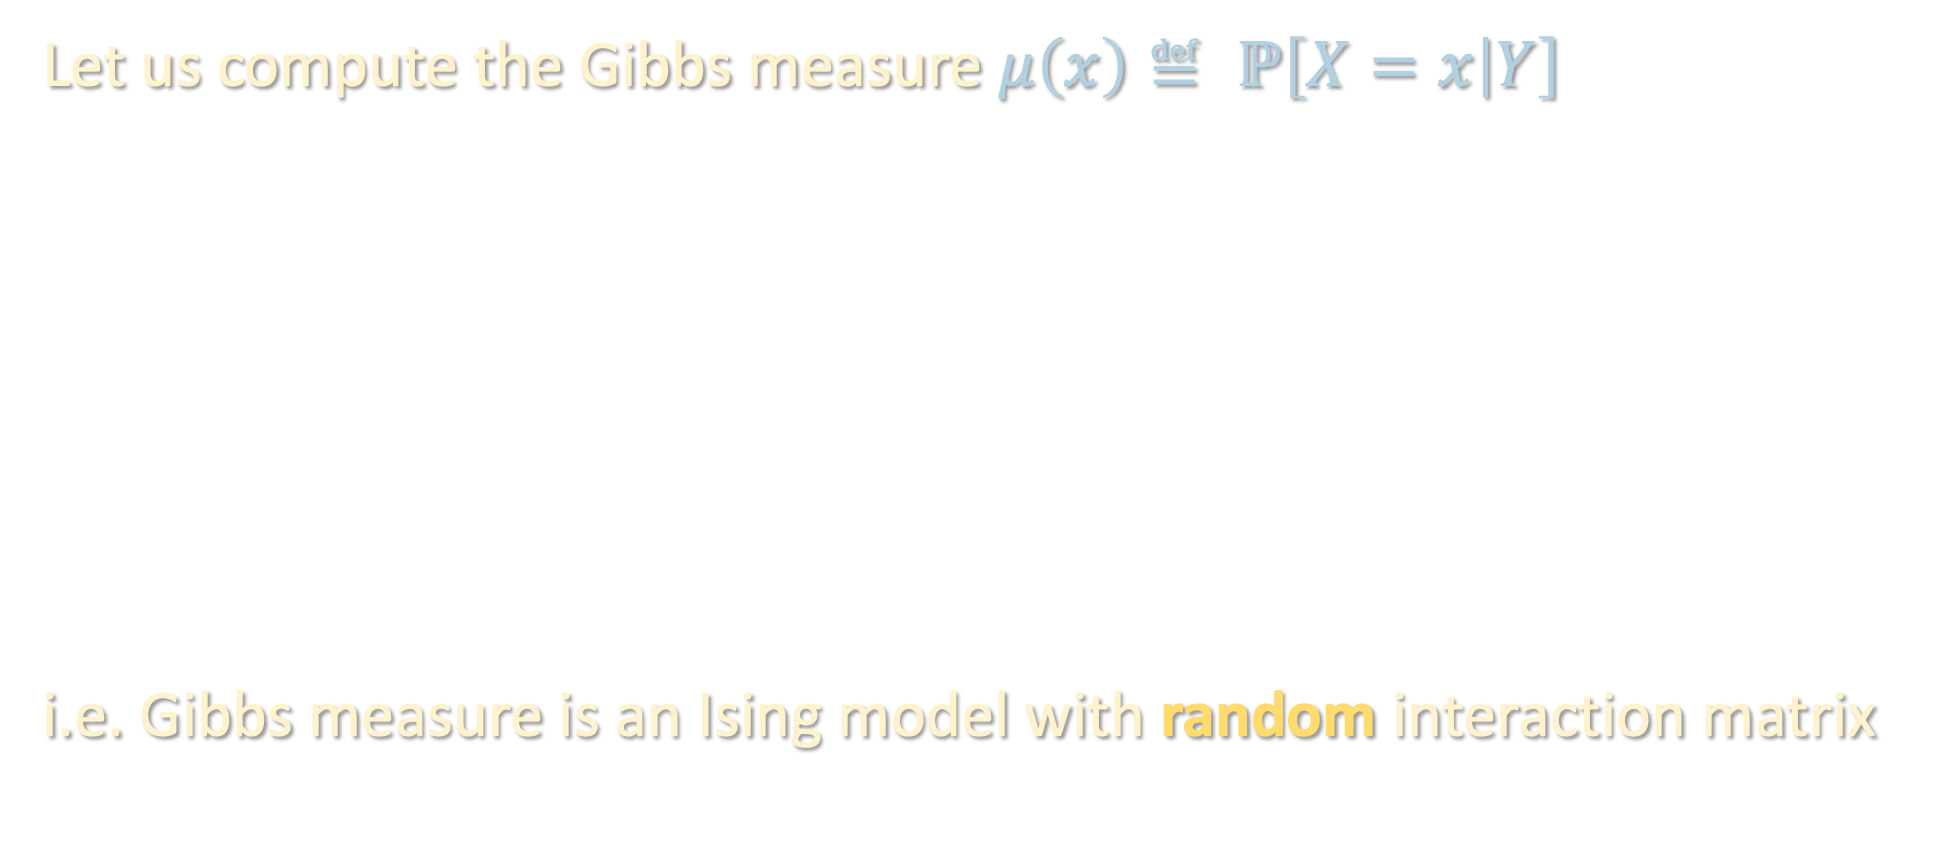 Let us compute the Gibbs measure μ(x) ≝ ℙ[X = x|Y]
i.e. Gibbs measure is an Ising model with random interaction matrix